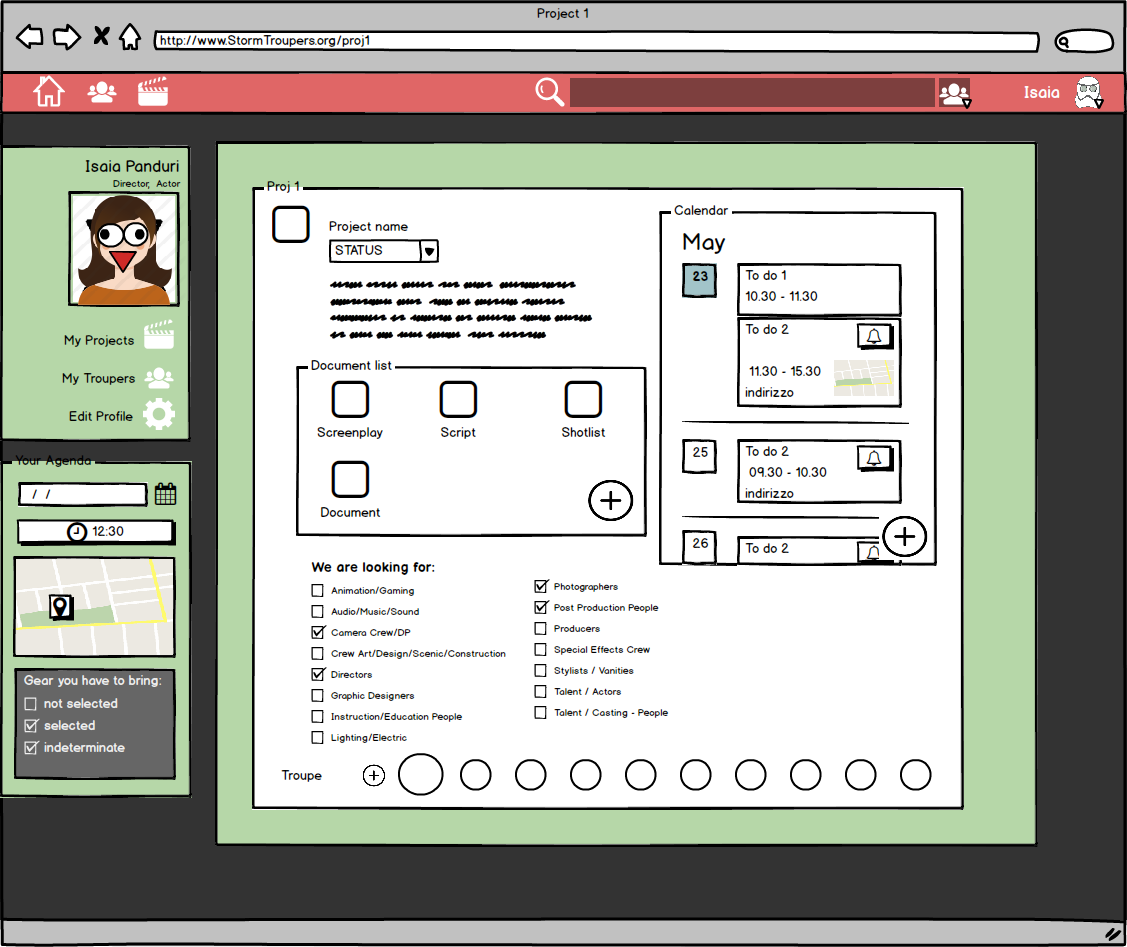 Project 1
http://www.StormTroupers.org/proj1
Isaia
Isaia Panduri
Director, Actor
My Projects
My Troupers
Edit Profile
Your Agenda
/ /
12:30
Gear you have to bring:
not selected
selected
indeterminate
Proj 1
Project name
STATUS
Document list
Screenplay
Script
Shotlist
Document
Calendar
May
23
To do 1
10.30 - 11.30
To do 2
11.30 - 15.30
indirizzo
25
To do 2
09.30 - 10.30
indirizzo
26
To do 2
We are looking for:
Animation/Gaming
Audio/Music/Sound
Camera Crew/DP
Crew Art/Design/Scenic/Construction
Directors
Graphic Designers
Instruction/Education People
Lighting/Electric
Photographers
Post Production People
Producers
Special Effects Crew
Stylists / Vanities
Talent / Actors
Talent / Casting - People
Troupe